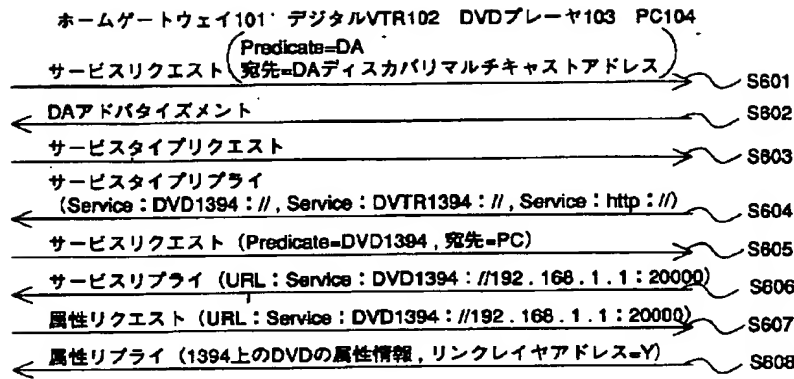 ホームゲートウェイ101 デジタルVTR102 DVDプレーヤ103 PC104
サービスリクエスト(Predicate=DA
宛先=DAディスカバリマルチキャストアドレス) S601
DAアドバタイズメント S602
サービスタイプリクエスト S603
サービスタイプリプライ
(Service:DVD1394://, Service:DVTR1394://, Service:http://) S604
サービスリクエスト (Predicate=DVD1394, 宛先=PC) S605
サービスリプライ (URL:Service:DVD1394://192.168.1.1:20000) S606
属性リクエスト (URL:Service:DVD1394://192.168.1.1:20000) S607
属性リプライ (1394上のDVDの属性情報, リンクレイヤアドレス=Y) S608